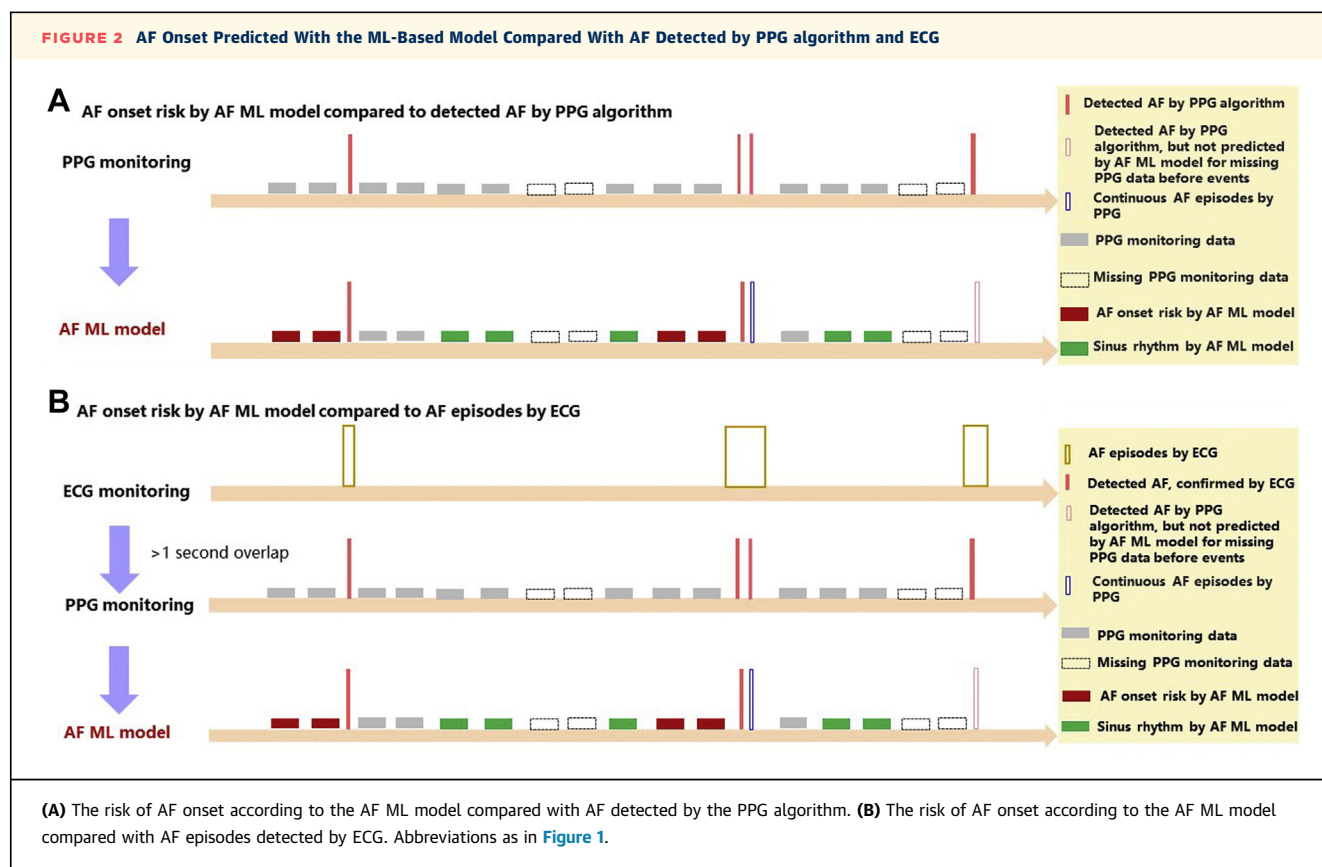 FIGURE 2 AF Onset Predicted With the ML-Based Model Compared With AF Detected by PPG algorithm and ECG
A
AF onset risk by AF ML model compared to detected AF by PPG algorithm
PPG monitoring
AF ML model
Detected AF by PPG algorithm
Detected AF by PPG
algorithm, but not predicted
by AF ML model for missing
PPG data before events
Continuous AF episodes by
PPG
PPG monitoring data
Missing PPG monitoring data
AF onset risk by AF ML model
Sinus rhythm by AF ML model
B
AF onset risk by AF ML model compared to AF episodes by ECG
ECG monitoring
>1 second overlap
PPG monitoring
AF ML model
AF episodes by ECG
Detected AF, confirmed by ECG
Detected AF by PPG
algorithm, but not predicted
by AF ML model for missing
PPG data before events
Continuous AF episodes by
PPG
PPG monitoring data
Missing PPG monitoring data
AF onset risk by AF ML model
Sinus rhythm by AF ML model
(A) The risk of AF onset according to the AF ML model compared with AF detected by the PPG algorithm. (B) The risk of AF onset according to the AF ML model
compared with AF episodes detected by ECG. Abbreviations as in Figure 1.